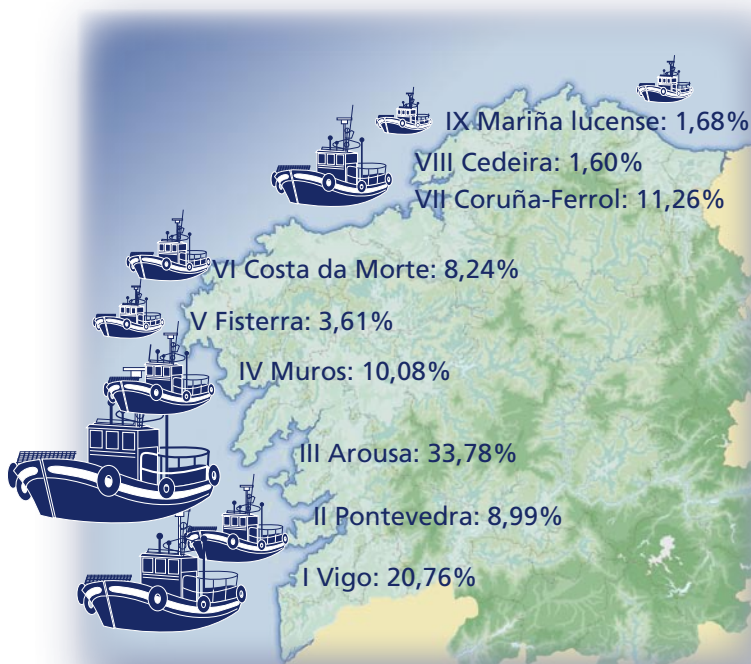 IX Mariña lucense: 1,68%
VIII Cedeira: 1,60%
VII Coruña-Ferrol: 11,26%
VI Costa da Morte: 8,24%
V Fisterra: 3,61%
IV Muros: 10,08%
III Arousa: 33,78%
II Pontevedra: 8,99%
I Vigo: 20,76%